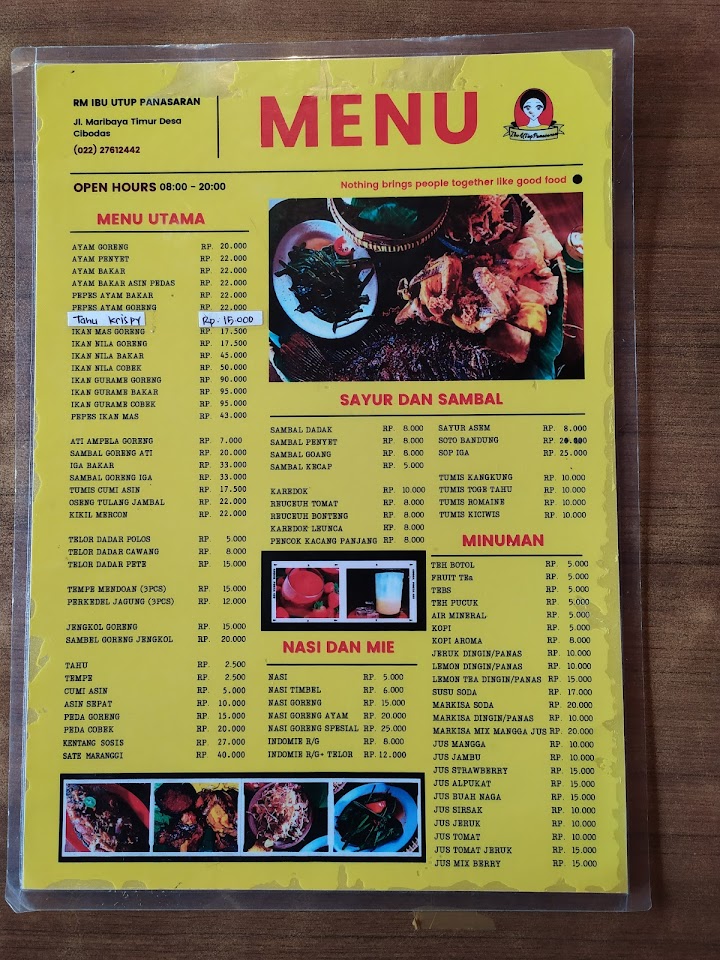 RM IBU UTUP PANASARAN
Jl. Maribaya Timur Desa
Cibodas
(022) 27612442
MENU
OPEN HOURS 08:00 - 20:00
Nothing brings people together like good food
MENU UTAMA
AYAM GORENG RP. 20.000
AYAM PENYET RP. 22.000
AYAM BAKAR RP. 22.000
AYAM BAKAR ASIN PEDAS RP. 22.000
PEPES AYAM BAKAR RP. 22.000
PEPES AYAM GORENG RP. 22.000
Tahu krispy Rp. 15.000
IKAN MAS GORENG RP. 17.500
IKAN NILA GORENG RP. 17.500
IKAN NILA BAKAR RP. 45.000
IKAN NILA COBEK RP. 50.000
IKAN GURAME GORENG RP. 90.000
IKAN GURAME BAKAR RP. 95.000
IKAN GURAME COBEK RP. 95.000
PEPES IKAN MAS RP. 43.000
ATI AMPELA GORENG RP. 7.000
SAMBAL GORENG ATI RP. 20.000
IGA BAKAR RP. 33.000
SAMBAL GORENG IGA RP. 33.000
TUMIS CUMI ASIN RP. 17.500
OSENG TULANG JAMBAL RP. 22.000
KIKIL MERCON RP. 22.000
TELOR DADAR POLOS RP. 5.000
TELOR DADAR CAWANG RP. 8.000
TELOR DADAR PETE RP. 15.000
TEMPE MENDOAN (3PCS) RP. 15.000
PERKEDEL JAGUNG (3PCS) RP. 12.000
JENGKOL GORENG RP. 15.000
SAMBEL GORENG JENGKOL RP. 20.000
TAHU RP. 2.500
TEMPE RP. 2.500
CUMI ASIN RP. 5.000
ASIN SEPAT RP. 10.000
PEDA GORENG RP. 15.000
PEDA COBEK RP. 20.000
KENTANG SOSIS RP. 27.000
SATE MARANGGI RP. 40.000
SAYUR DAN SAMBAL
SAMBAL DADAK RP. 8.000
SAMBAL PENYET RP. 8.000
SAMBAL GOANG RP. 8.000
SAMBAL KECAP RP. 5.000
KAREDOK RP. 10.000
REUCEUH TOMAT RP. 8.000
REUCEUH BONTENG RP. 8.000
KAREDOK LEUNCA RP. 8.000
PENCOK KACANG PANJANG RP. 8.000
SAYUR ASEM RP. 8.000
SOTO BANDUNG RP.
SOP IGA RP. 25.000
TUMIS KANGKUNG RP. 10.000
TUMIS TOGE TAHU RP. 10.000
TUMIS ROMAINE RP. 10.000
TUMIS KICIWIS RP. 10.000
NASI DAN MIE
NASI RP. 5.000
NASI TIMBEL RP. 6.000
NASI GORENG RP. 15.000
NASI GORENG AYAM RP. 20.000
NASI GORENG SPESIAL RP. 25.000
INDOMIE R/G RP. 8.000
INDOMIE R/G+ TELOR RP.12.000
MINUMAN
TEH BOTOL RP. 5.000
FRUIT TEa RP. 5.000
TEBS RP. 5.000
TEH PUCUK RP. 5.000
AIR MINERAL RP. 5.000
KOPI RP. 5.000
KOPI AROMA RP. 8.000
JERUK DINGIN/PANAS RP. 10.000
LEMON DINGIN/PANAS RP. 10.000
LEMON TEA DINGIN/PANAS RP. 15.000
SUSU SODA RP. 17.000
MARKISA SODA RP. 20.000
MARKISA DINGIN/PANAS RP. 10.000
MARKISA MIX MANGGA JUS RP. 20.000
JUS MANGGA RP. 10.000
JUS JAMBU RP. 10.000
JUS STRAWBERRY RP. 15.000
JUS ALPUKAT RP. 15.000
JUS BUAH NAGA RP. 15.000
JUS SIRSAK RP. 10.000
JUS JERUK RP. 10.000
JUS TOMAT RP. 10.000
JUS TOMAT JERUK RP. 15.000
JUS MIX BERRY RP. 15.000